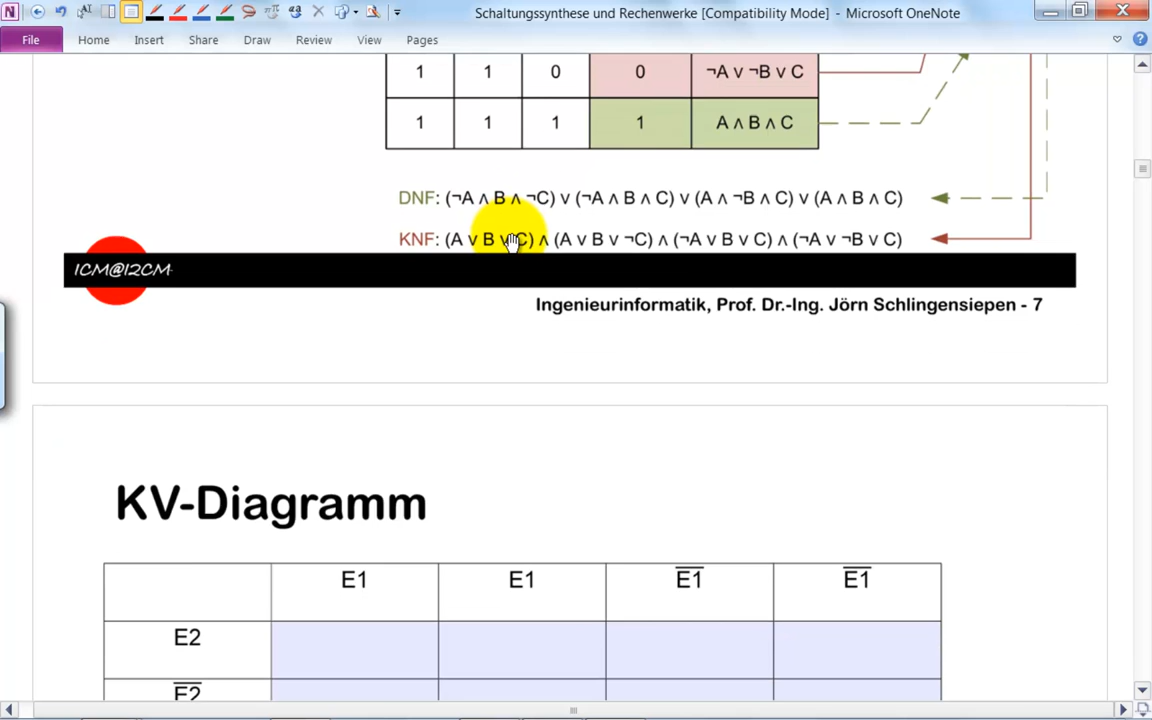 Schaltungssynthese und Rechenwerke [Compatibility Mode] - Microsoft OneNote
File Home Insert Share Draw Review View Pages
1 1 0 0 ¬A ∨ ¬B ∨ C
1 1 1 1 A ∧ B ∧ C
DNF: (¬A ∧ B ∧ ¬C) ∨ (¬A ∧ B ∧ C) ∨ (A ∧ ¬B ∧ C) ∨ (A ∧ B ∧ C)
KNF: (A ∨ B ∨ C) ∧ (A ∨ B ∨ ¬C) ∧ (¬A ∨ B ∨ C) ∧ (¬A ∨ ¬B ∨ C)
1CM@12CM
Ingenieurinformatik, Prof. Dr.-Ing. Jörn Schlingensiepen - 7
KV-Diagramm
E1 E1 E̅1̅ E̅1̅
E2
E̅2̅